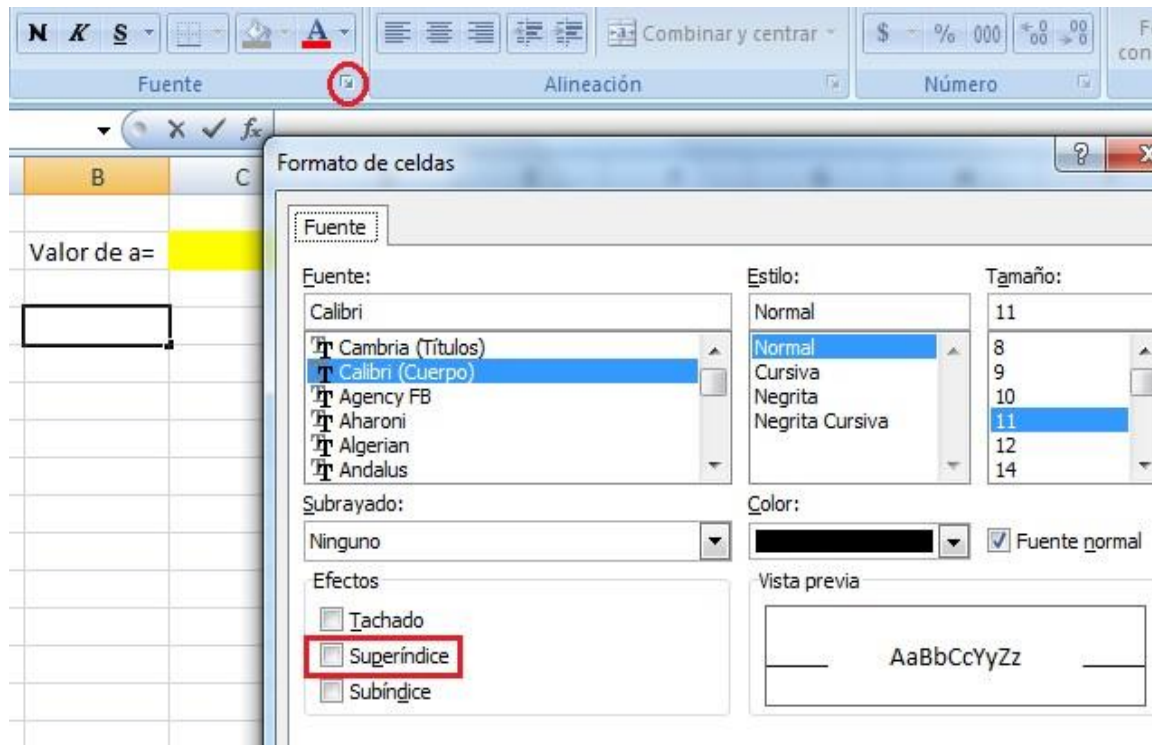 N K S A Combinar y centrar $ % 000
Fuente Alineación Número
fx
B C
Formato de celdas
Valor de a=
Fuente
Fuente: Estilo: Tamaño:
Calibri Normal 11
Cambria (Títulos) Normal 8
Calibri (Cuerpo) Cursiva 9
Agency FB Negrita 10
Aharoni Negrita Cursiva 11
Algerian 12
Andalus 14
Subrayado: Color:
Ninguno Fuente normal
Efectos Vista previa
Tachado
Superíndice AaBbCcYyZz
Subíndice